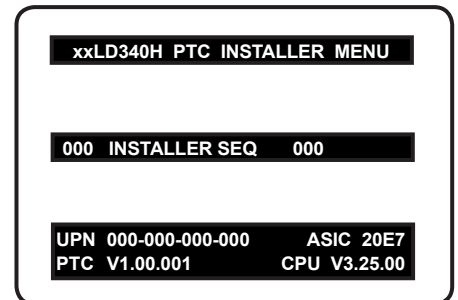 xxLD340H PTC INSTALLER MENU
000 INSTALLER SEQ 000
UPN 000-000-000-000 ASIC 20E7
PTC V1.00.001 CPU V3.25.00